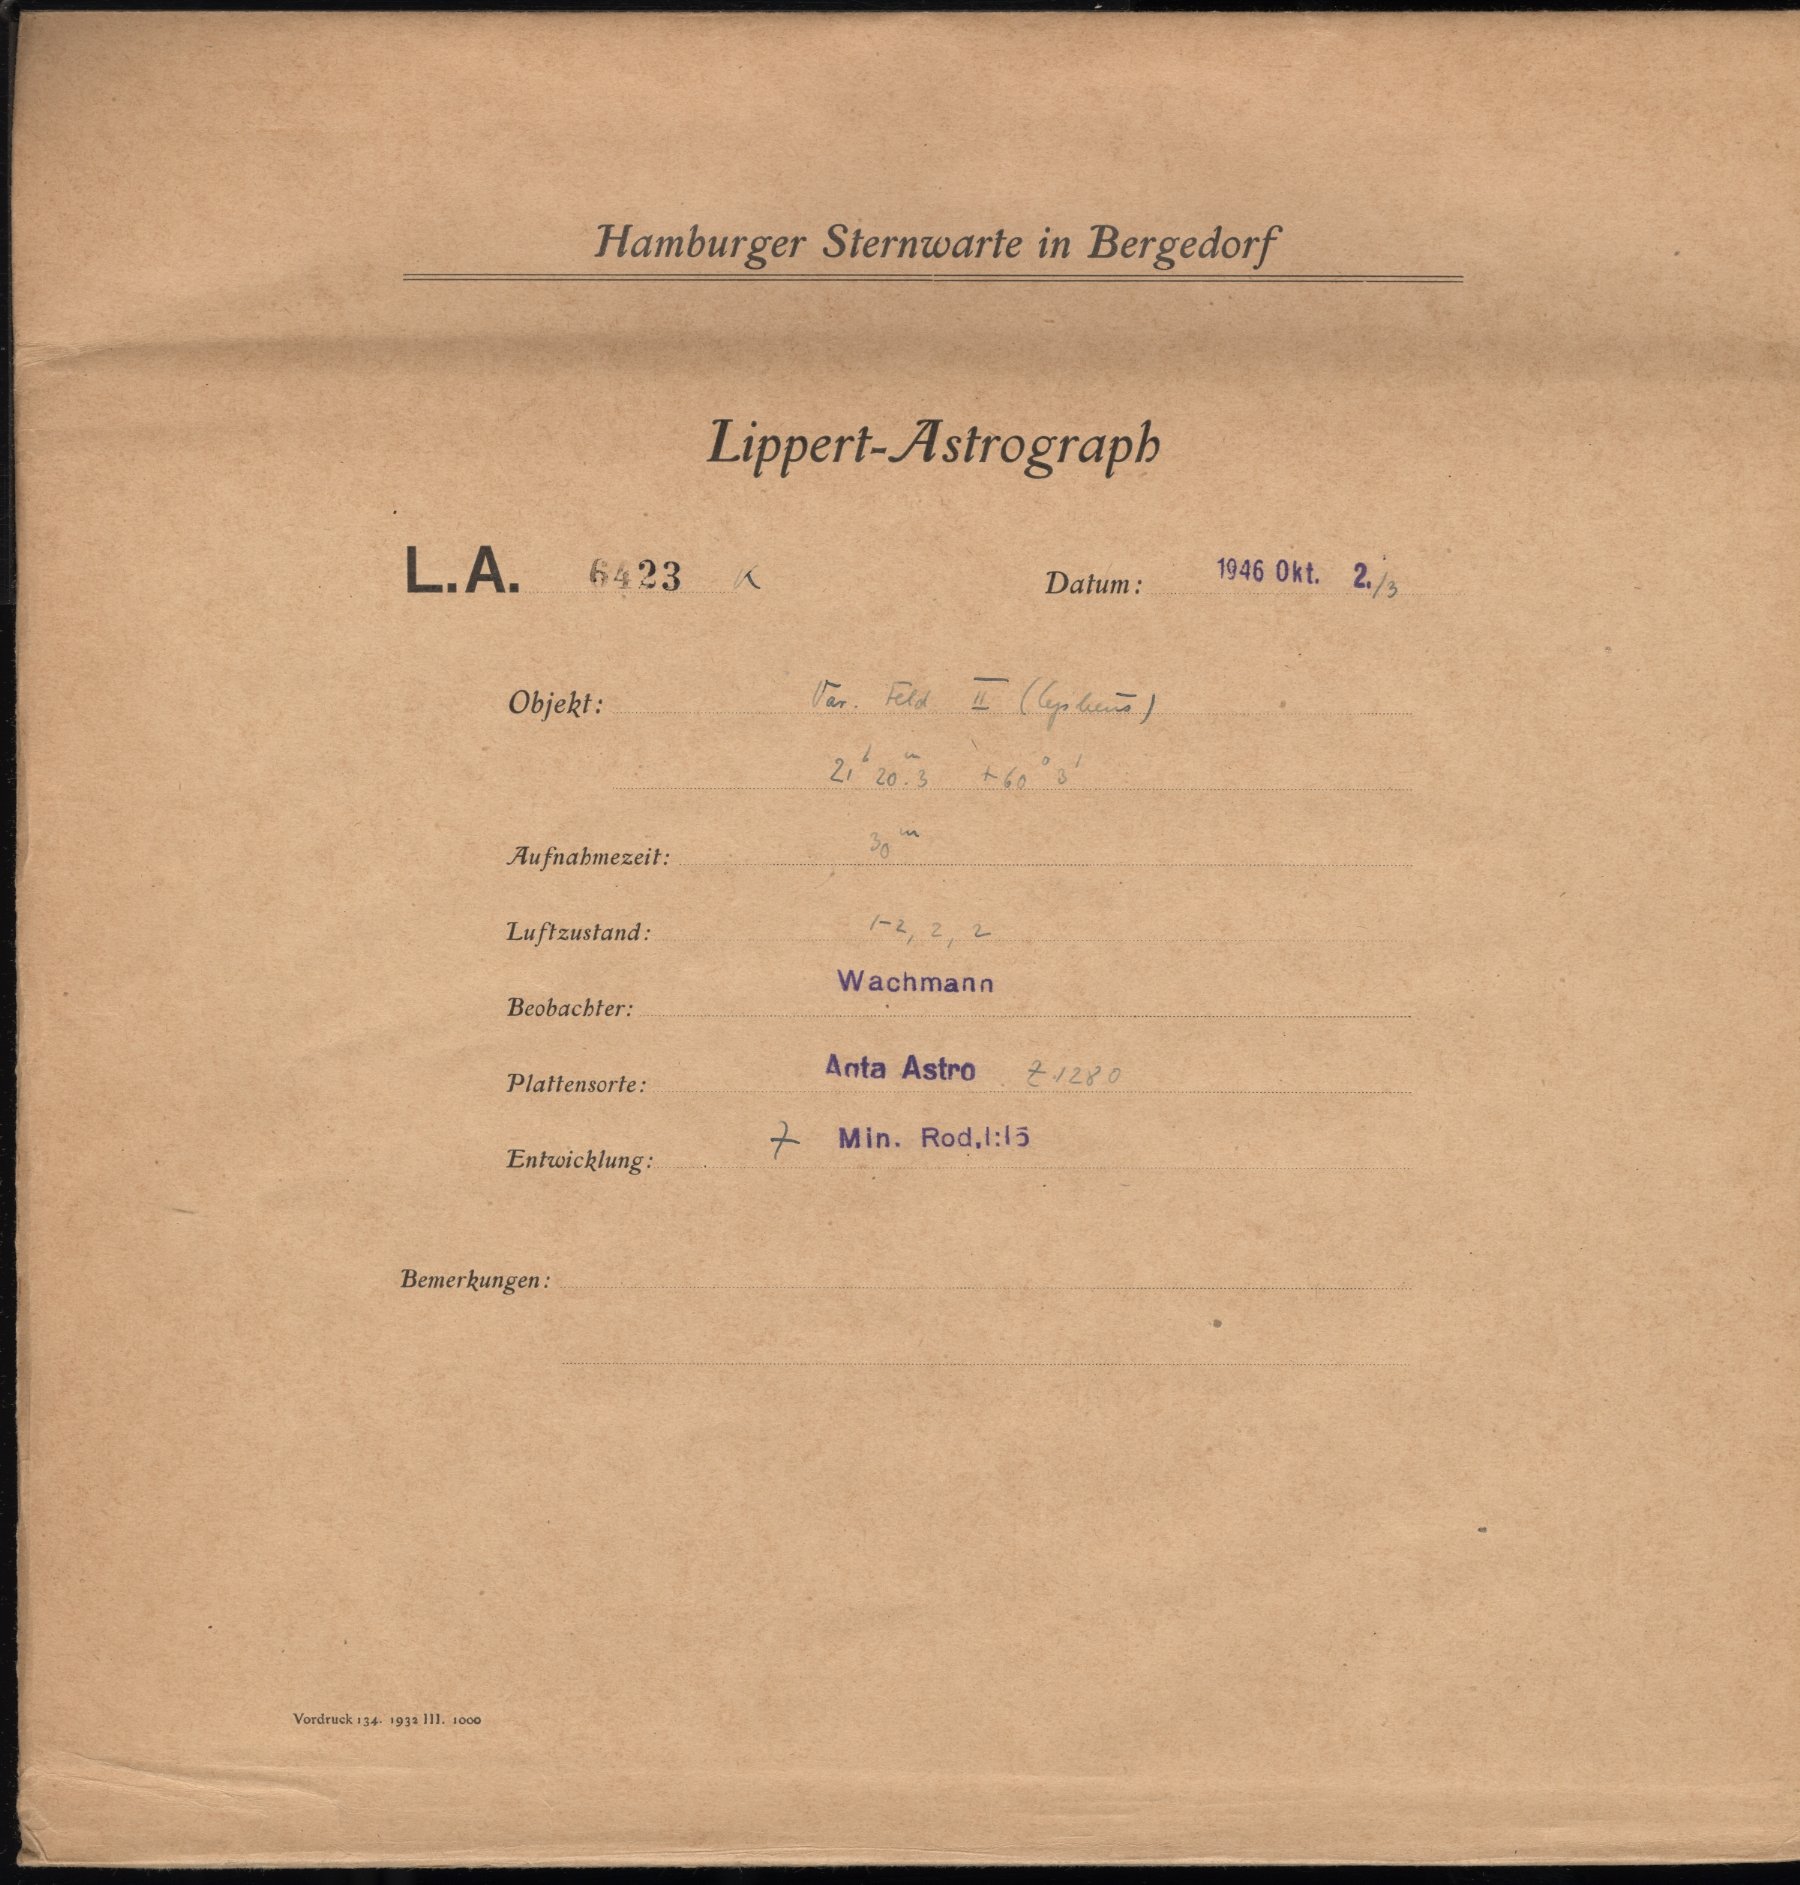 Hamburger Sternwarte in Bergedorf
Lippert-Astrograph
L.A. 6423 K Datum: 1946 Okt. 2./3
Objekt: Var. Feld II (Cepheus)
21h 20m.3 +60° 3'
Aufnahmezeit: 30m
Luftzustand: 1-2, 2, 2
Beobachter: Wachmann
Plattensorte: Agfa Astro Z.1280
Entwicklung: 7 Min. Rod. 1:15
Bemerkungen:
Vordruck 134. 1932 III. 1000